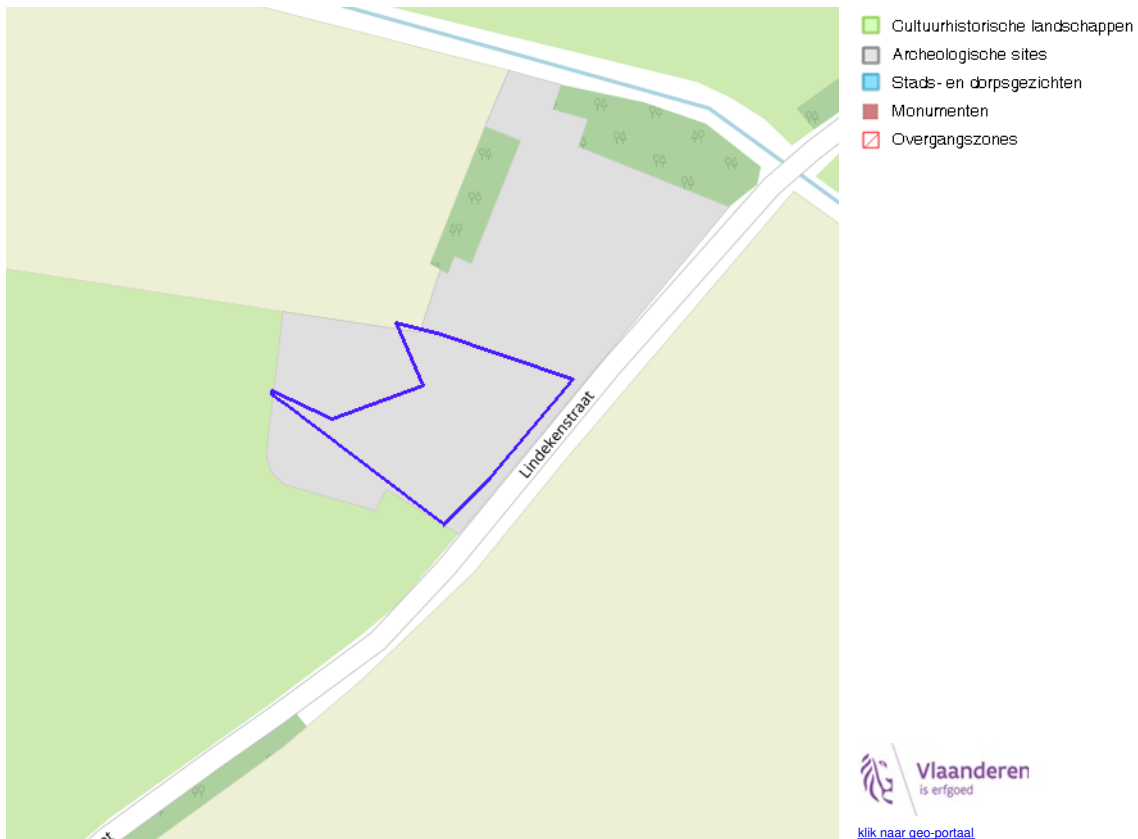 Cultuurhistorische landschappen
Archeologische sites
Stads- en dorpsgezichten
Monumenten
Overgangszones
Lindekenstraat
Vlaanderen
is erfgoed
klik naar geo-portaal